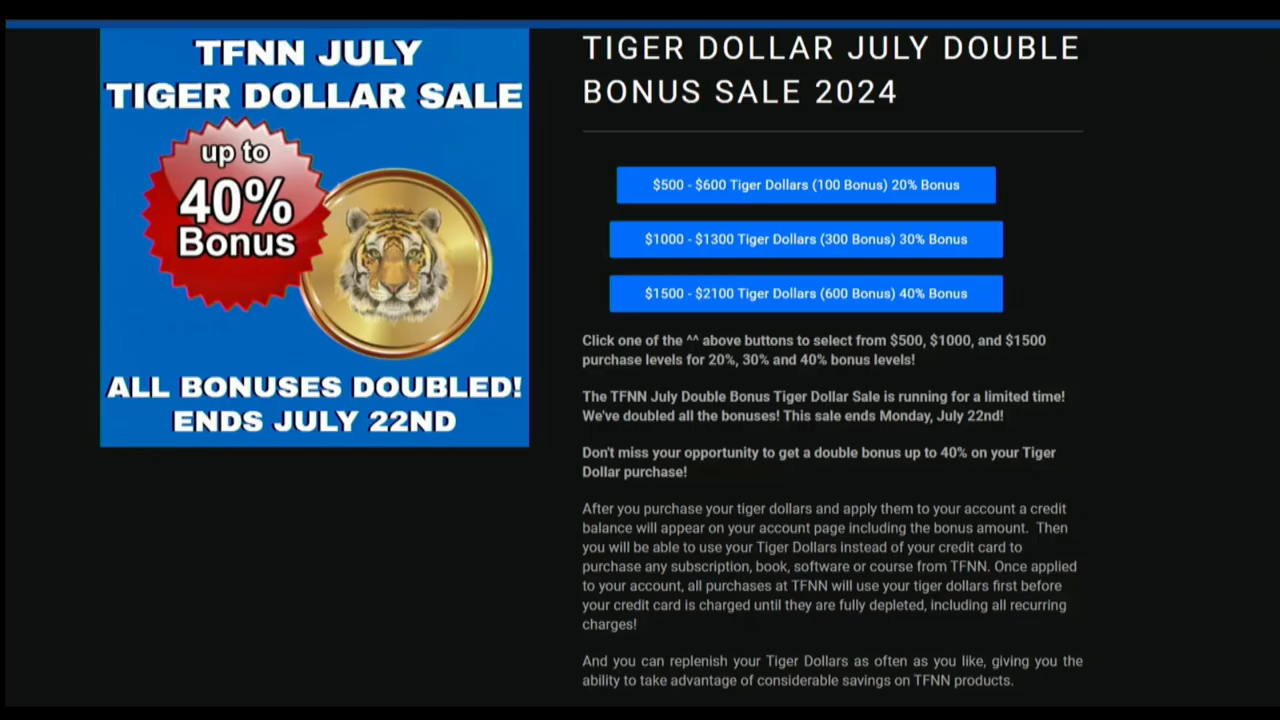 TFNN JULY
TIGER DOLLAR SALE
up to
40%
Bonus
ALL BONUSES DOUBLED!
ENDS JULY 22ND
TIGER DOLLAR JULY DOUBLE
BONUS SALE 2024
$500 - $600 Tiger Dollars (100 Bonus) 20% Bonus
$1000 - $1300 Tiger Dollars (300 Bonus) 30% Bonus
$1500 - $2100 Tiger Dollars (600 Bonus) 40% Bonus
Click one of the ^^ above buttons to select from $500, $1000, and $1500
purchase levels for 20%, 30% and 40% bonus levels!
The TFNN July Double Bonus Tiger Dollar Sale is running for a limited time!
We've doubled all the bonuses! This sale ends Monday, July 22nd!
Don't miss your opportunity to get a double bonus up to 40% on your Tiger
Dollar purchase!
After you purchase your tiger dollars and apply them to your account a credit
balance will appear on your account page including the bonus amount. Then
you will be able to use your Tiger Dollars instead of your credit card to
purchase any subscription, book, software or course from TFNN. Once applied
to your account, all purchases at TFNN will use your tiger dollars first before
your credit card is charged until they are fully depleted, including all recurring
charges!
And you can replenish your Tiger Dollars as often as you like, giving you the
ability to take advantage of considerable savings on TFNN products.